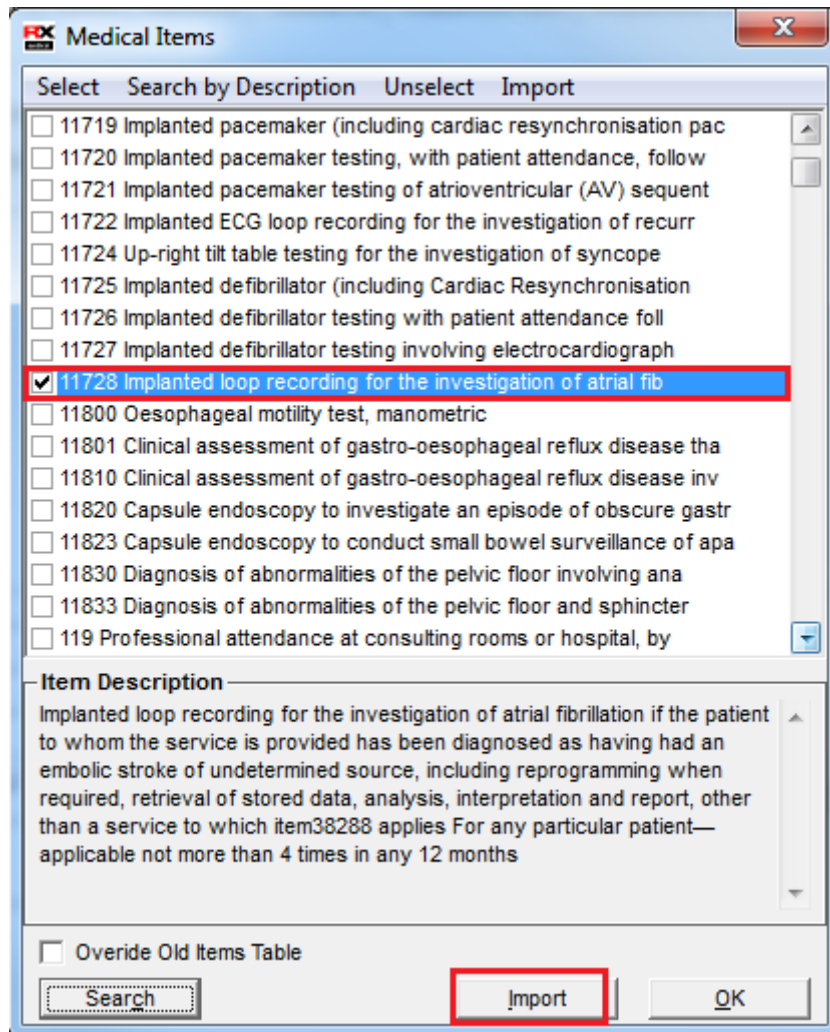 RX Medical Items
Select Search by Description Unselect Import
11719 Implanted pacemaker (including cardiac resynchronisation pac
11720 Implanted pacemaker testing, with patient attendance, follow
11721 Implanted pacemaker testing of atrioventricular (AV) sequent
11722 Implanted ECG loop recording for the investigation of recurr
11724 Up-right tilt table testing for the investigation of syncope
11725 Implanted defibrillator (including Cardiac Resynchronisation
11726 Implanted defibrillator testing with patient attendance foll
11727 Implanted defibrillator testing involving electrocardiograph
11728 Implanted loop recording for the investigation of atrial fib
11800 Oesophageal motility test, manometric
11801 Clinical assessment of gastro-oesophageal reflux disease tha
11810 Clinical assessment of gastro-oesophageal reflux disease inv
11820 Capsule endoscopy to investigate an episode of obscure gastr
11823 Capsule endoscopy to conduct small bowel surveillance of apa
11830 Diagnosis of abnormalities of the pelvic floor involving ana
11833 Diagnosis of abnormalities of the pelvic floor and sphincter
119 Professional attendance at consulting rooms or hospital, by
Item Description
Implanted loop recording for the investigation of atrial fibrillation if the patient
to whom the service is provided has been diagnosed as having had an
embolic stroke of undetermined source, including reprogramming when
required, retrieval of stored data, analysis, interpretation and report, other
than a service to which item38288 applies For any particular patient—
applicable not more than 4 times in any 12 months
Overide Old Items Table
Search Import OK